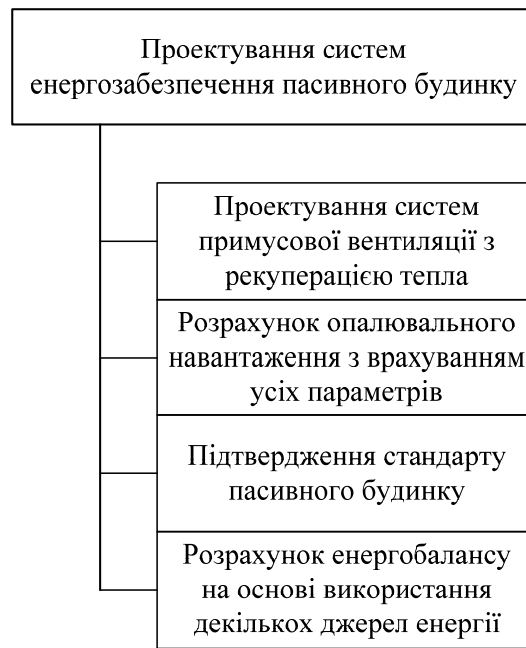 Проектування систем
енергозабезпечення пасивного будинку
Проектування систем
примусової вентиляції з
рекуперацією тепла
Розрахунок опалювального
навантаження з врахуванням
усіх параметрів
Підтвердження стандарту
пасивного будинку
Розрахунок енергобалансу
на основі використання
декількох джерел енергії